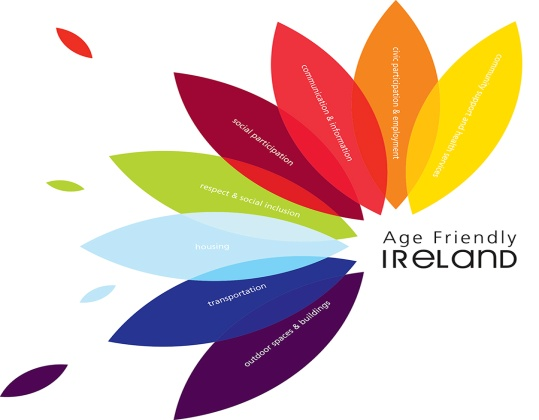 community support and health services
civic participation & employment
communication & information
social participation
respect & social inclusion
housing
transportation
outdoor spaces & buildings
Age Friendly
IRELAND